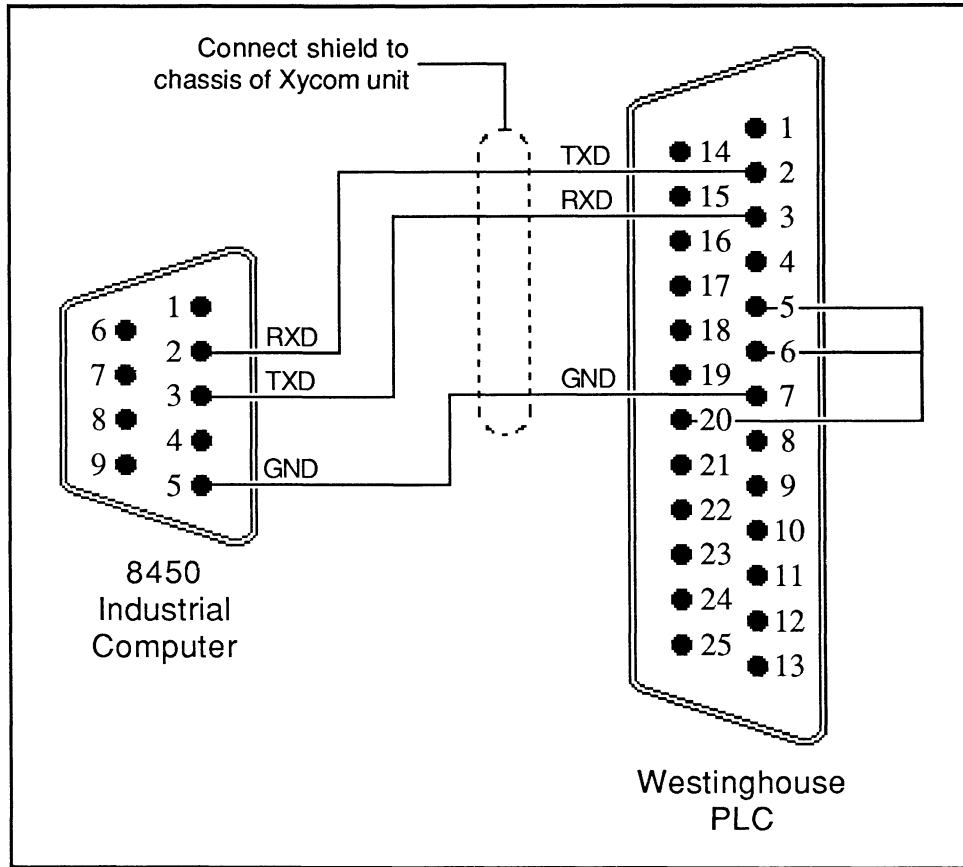 Connect shield to
chassis of Xycom unit
TXD
RXD
GND
1
2
3
4
5
6
7
8
9
10
11
12
13
14
15
16
17
18
19
20
21
22
23
24
25
RXD
TXD
GND
1
2
3
4
5
6
7
8
9
8450
Industrial
Computer
Westinghouse
PLC